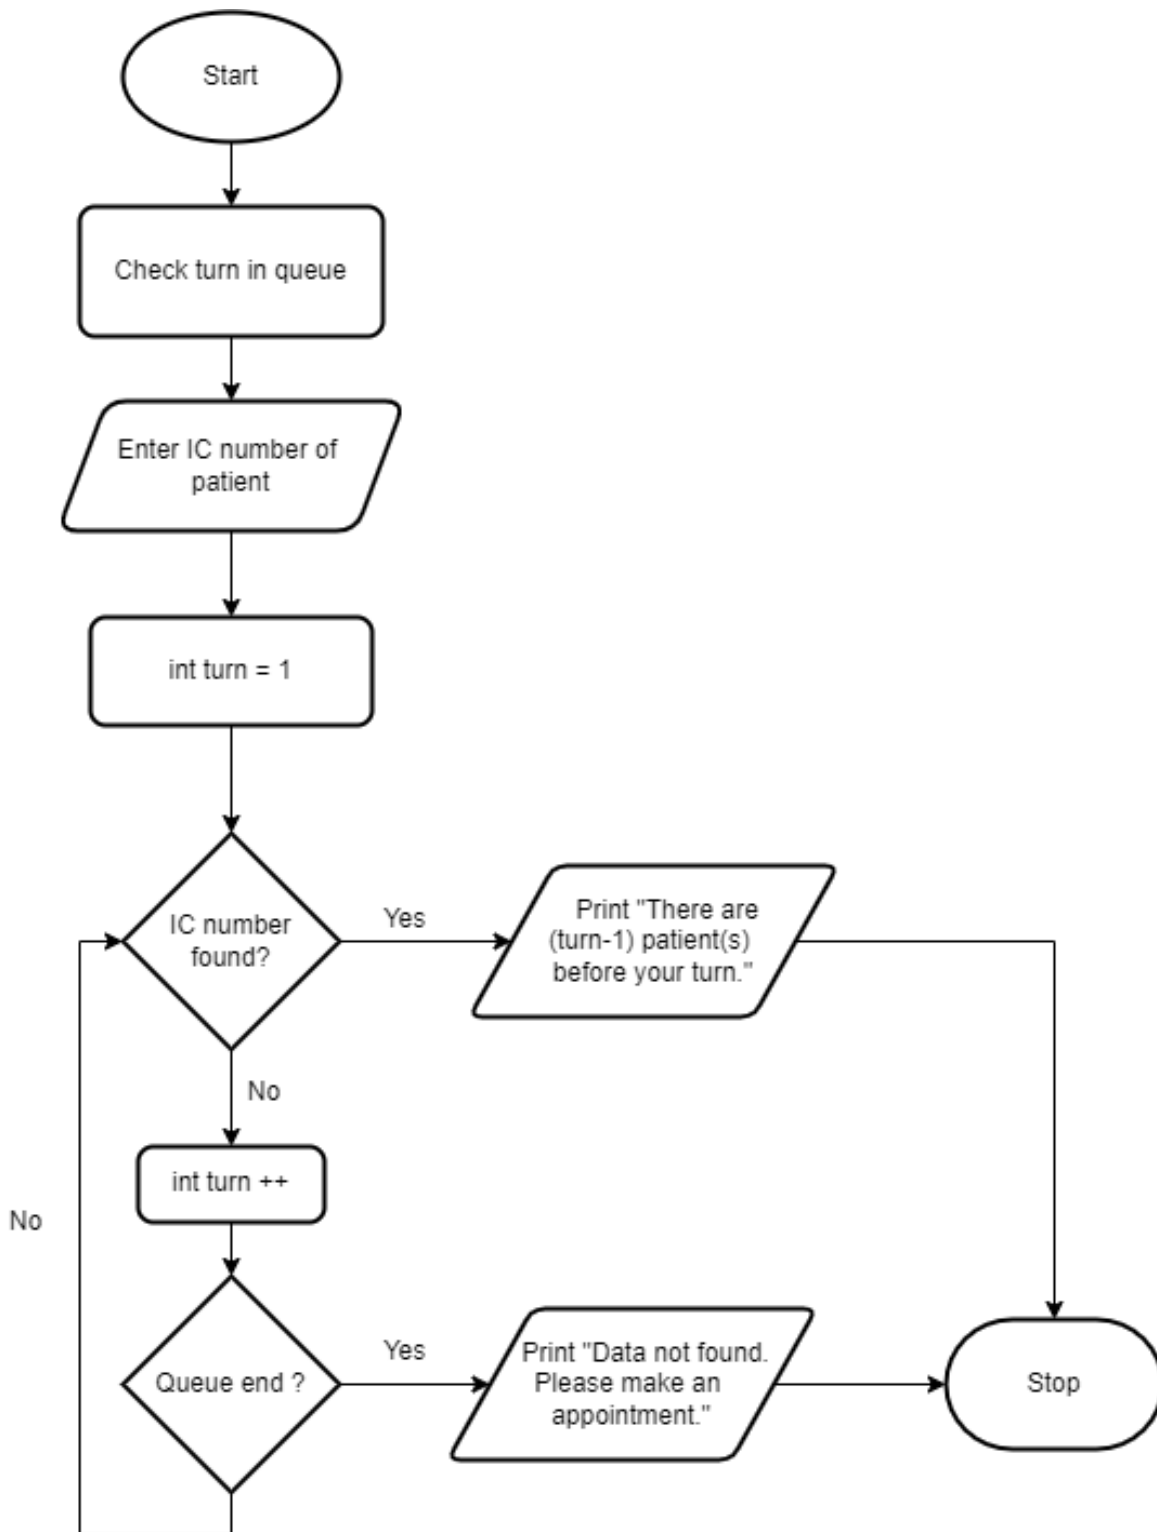 Start
Check turn in queue
Enter IC number of
patient
int turn = 1
IC number
found?
Yes
Print "There are
(turn-1) patient(s)
before your turn."
No
int turn ++
No
Queue end ?
Yes
Print "Data not found.
Please make an
appointment."
Stop